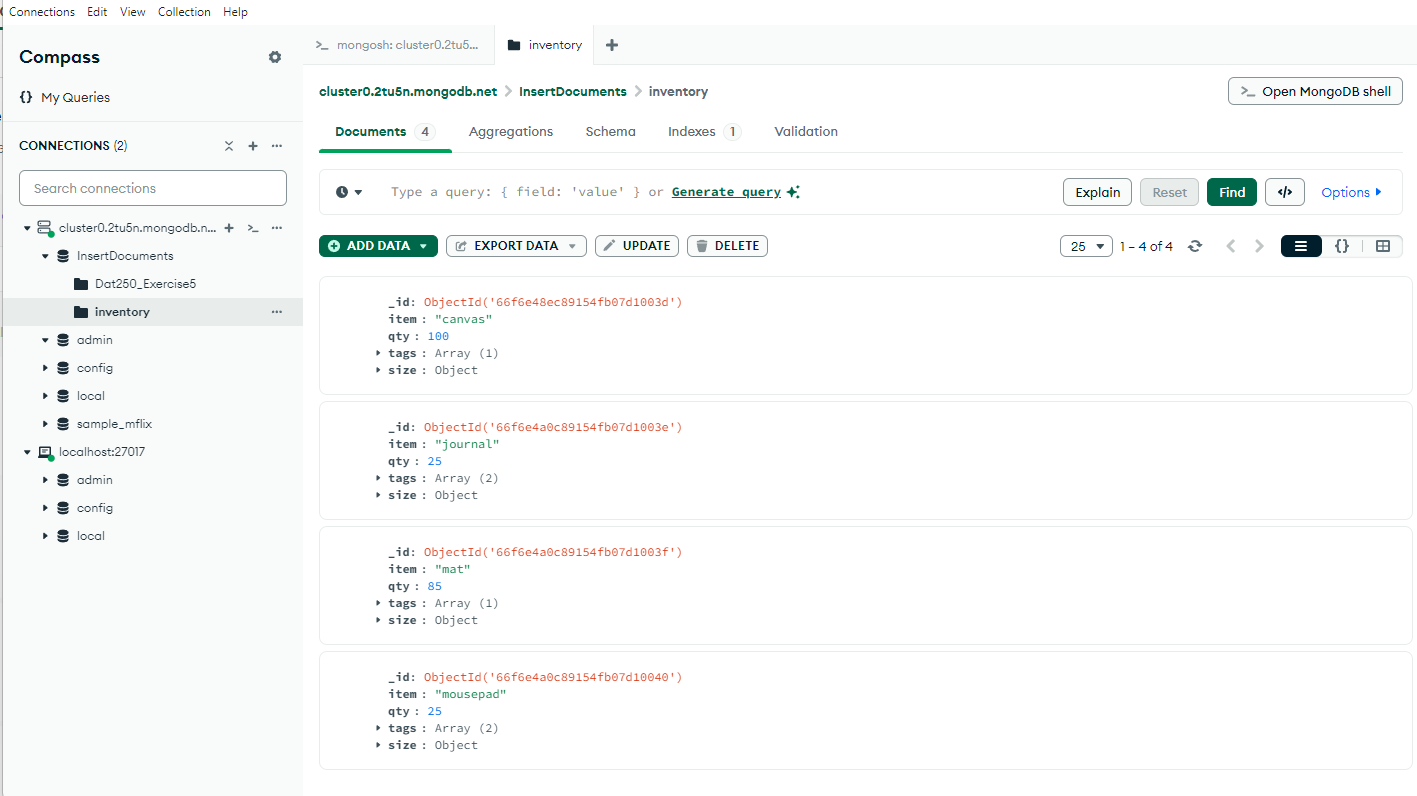 Connections Edit View Collection Help
Compass
{} My Queries
CONNECTIONS (2)
Search connections
cluster0.2tu5n.mongodb.n...
InsertDocuments
Dat250_Exercise5
inventory
admin
config
local
sample_mflix
localhost:27017
admin
config
local
>_ mongosh: cluster0.2tu5... inventory +
cluster0.2tu5n.mongodb.net > InsertDocuments > inventory
>_ Open MongoDB shell
Documents 4 Aggregations Schema Indexes 1 Validation
Type a query: { field: 'value' } or Generate query
Explain Reset Find </> Options
ADD DATA EXPORT DATA UPDATE DELETE
25 1 – 4 of 4 {}
_id: ObjectId('66f6e48ec89154fb07d1003d')
item : "canvas"
qty : 100
tags : Array (1)
size : Object
_id: ObjectId('66f6e4a0c89154fb07d1003e')
item : "journal"
qty : 25
tags : Array (2)
size : Object
_id: ObjectId('66f6e4a0c89154fb07d1003f')
item : "mat"
qty : 85
tags : Array (1)
size : Object
_id: ObjectId('66f6e4a0c89154fb07d10040')
item : "mousepad"
qty : 25
tags : Array (2)
size : Object